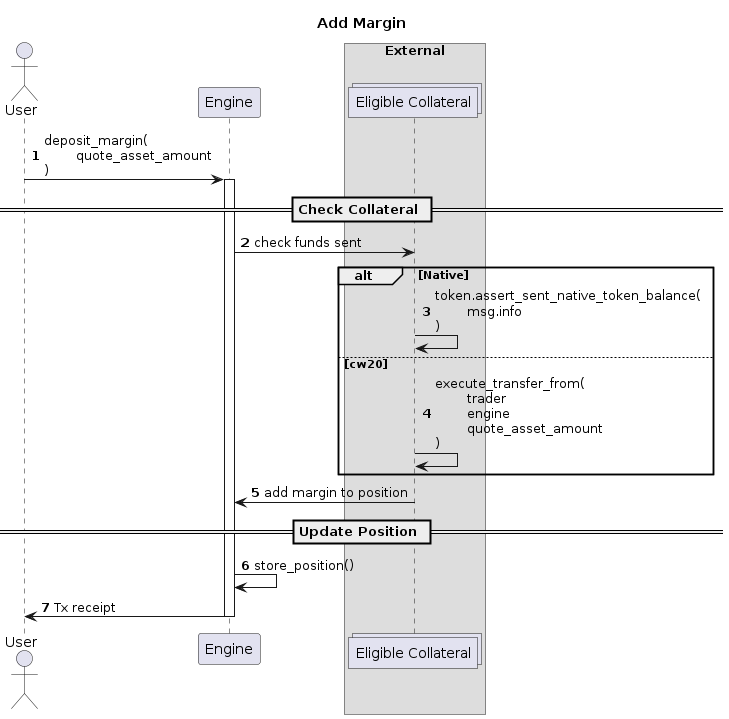 Add Margin
External
User
Engine
Eligible Collateral
deposit_margin(
1
quote_asset_amount
)
Check Collateral
2 check funds sent
alt
[Native]
token.assert_sent_native_token_balance(
3
msg.info
)
[cw20]
execute_transfer_from(
trader
4
engine
quote_asset_amount
)
5 add margin to position
Update Position
6 store_position()
7 Tx receipt
User
Engine
Eligible Collateral